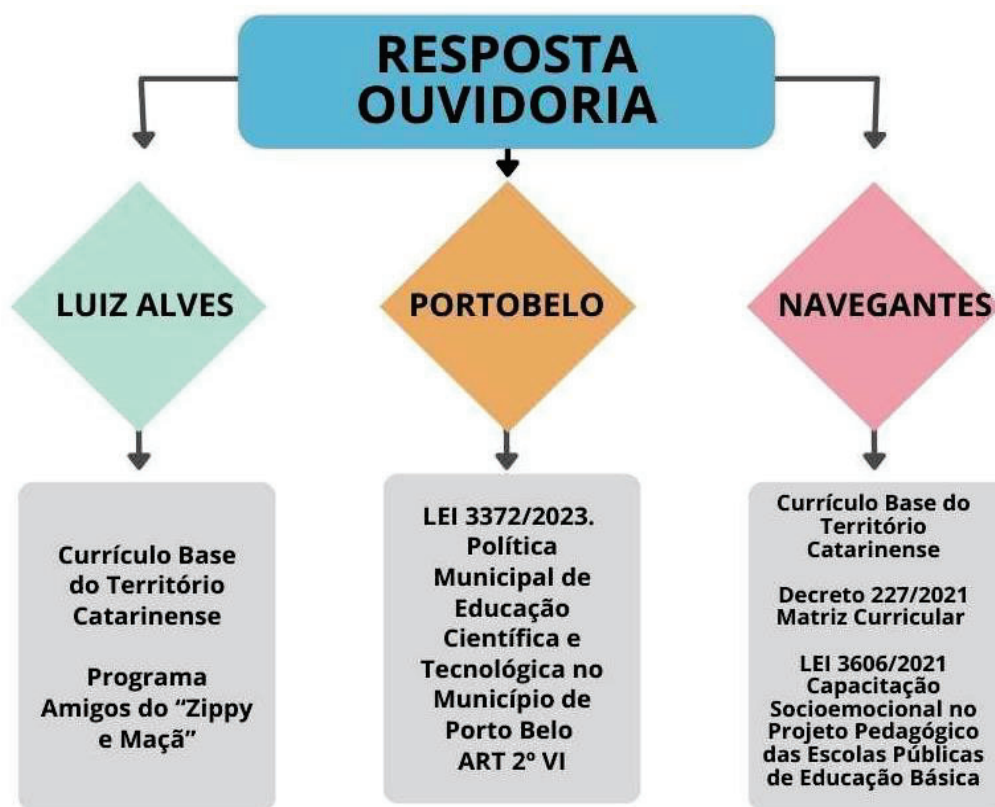 RESPOSTA
OUVIDORIA
LUIZ ALVES
PORTOBELO
NAVEGANTES
Currículo Base
do Território
Catarinense
Programa
Amigos do “Zippy
e Maçã”
LEI 3372/2023.
Política
Municipal de
Educação
Científica e
Tecnológica no
Município de
Porto Belo
ART 2º VI
Currículo Base do
Território
Catarinense
Decreto 227/2021
Matriz Curricular
LEI 3606/2021
Capacitação
Socioemocional no
Projeto Pedagógico
das Escolas Públicas
de Educação Básica